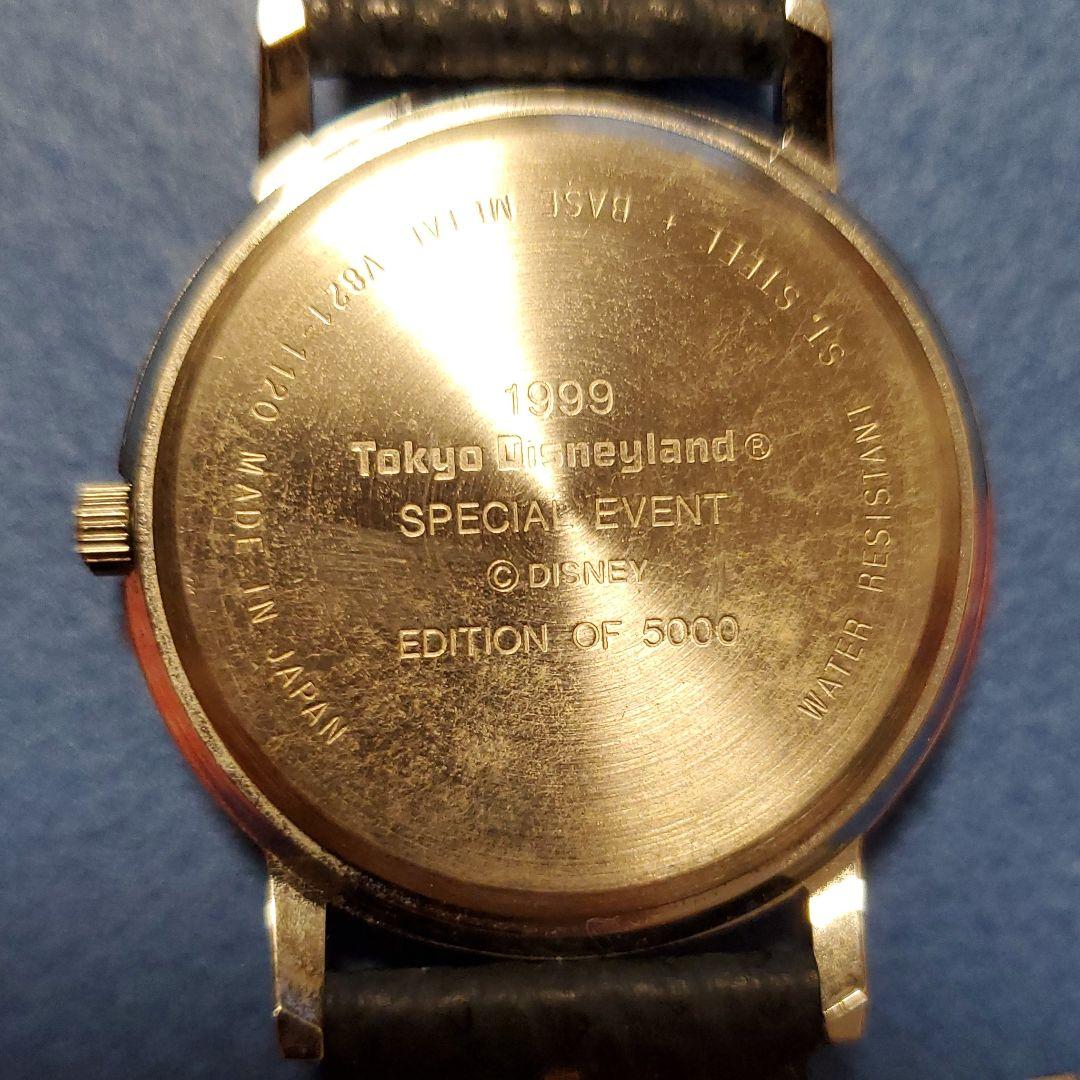 1999
Tokyo Disneyland®
SPECIAL EVENT
© DISNEY
EDITION OF 5000
WATER RESISTANT ST. STEEL + BASE METAL V821-1120 MADE IN JAPAN